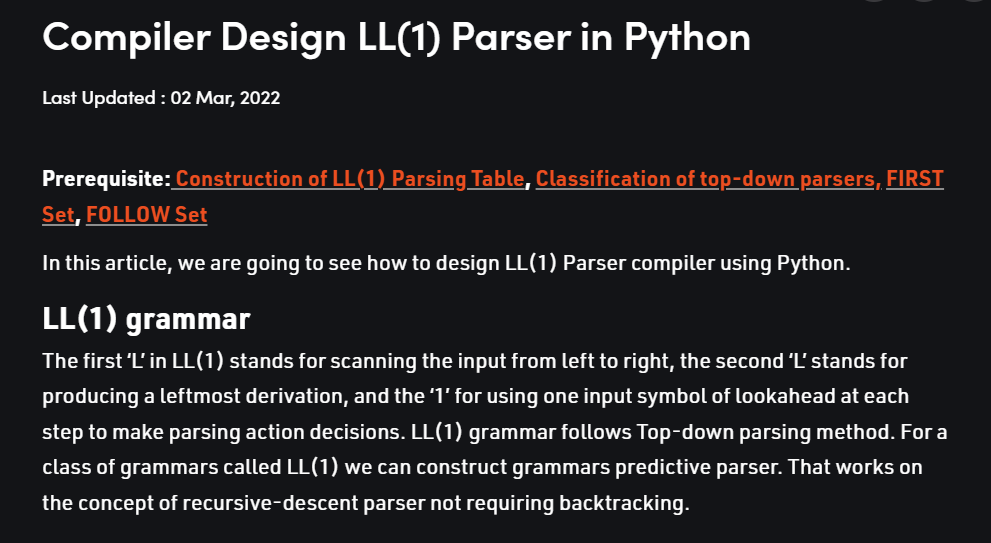 Compiler Design LL(1) Parser in Python
Last Updated : 02 Mar, 2022
Prerequisite: Construction of LL(1) Parsing Table, Classification of top-down parsers, FIRST
Set, FOLLOW Set
In this article, we are going to see how to design LL(1) Parser compiler using Python.
LL(1) grammar
The first ‘L’ in LL(1) stands for scanning the input from left to right, the second ‘L’ stands for
producing a leftmost derivation, and the ‘1’ for using one input symbol of lookahead at each
step to make parsing action decisions. LL(1) grammar follows Top-down parsing method. For a
class of grammars called LL(1) we can construct grammars predictive parser. That works on
the concept of recursive-descent parser not requiring backtracking.